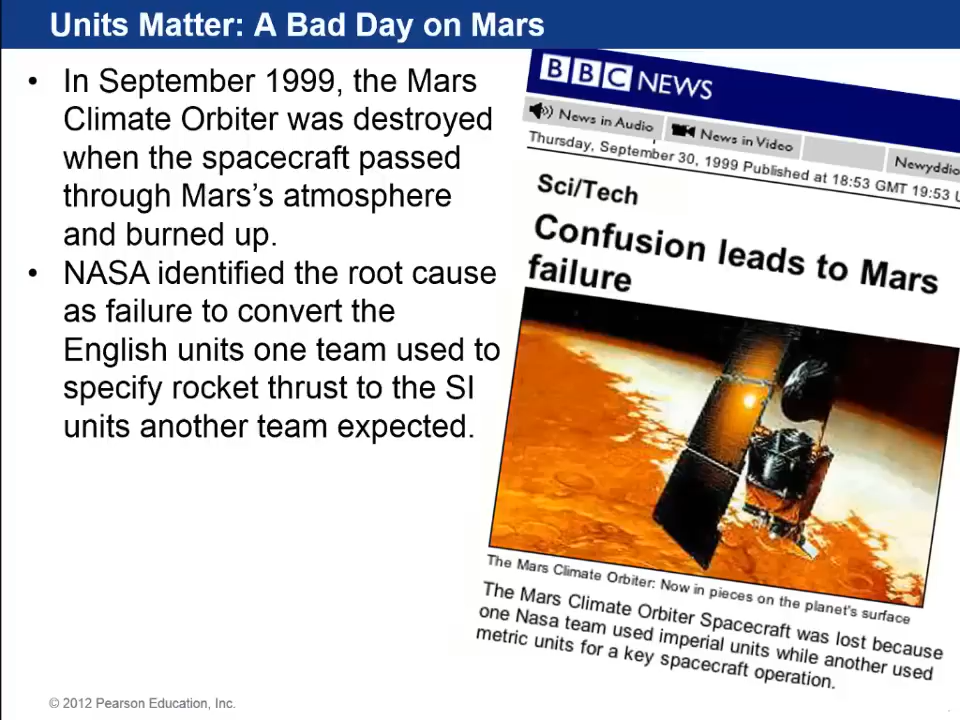 Units Matter: A Bad Day on Mars
• In September 1999, the Mars
Climate Orbiter was destroyed
when the spacecraft passed
through Mars's atmosphere
and burned up.
• NASA identified the root cause
as failure to convert the
English units one team used to
specify rocket thrust to the SI
units another team expected.
BBC NEWS
News in Audio
News in Video
Newyddio
Thursday, September 30, 1999 Published at 18:53 GMT 19:53 U
Sci/Tech
Confusion leads to Mars
failure
The Mars Climate Orbiter: Now in pieces on the planet's surface
The Mars Climate Orbiter Spacecraft was lost because
one Nasa team used imperial units while another used
metric units for a key spacecraft operation.
© 2012 Pearson Education, Inc.